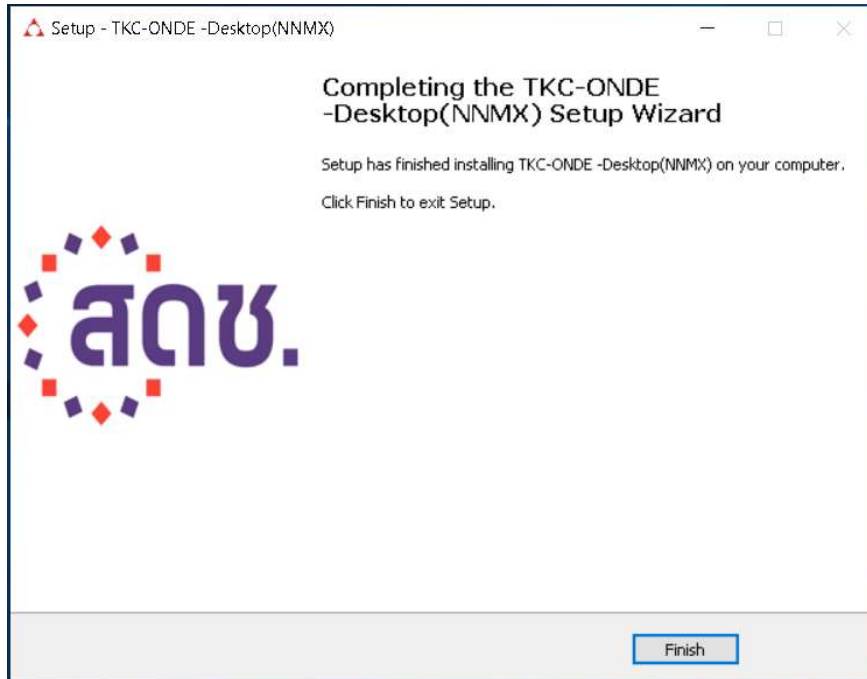 Setup - TKC-ONDE -Desktop(NNMX)
Completing the TKC-ONDE
-Desktop(NNMX) Setup Wizard
Setup has finished installing TKC-ONDE -Desktop(NNMX) on your computer.
Click Finish to exit Setup.
สดช.
Finish